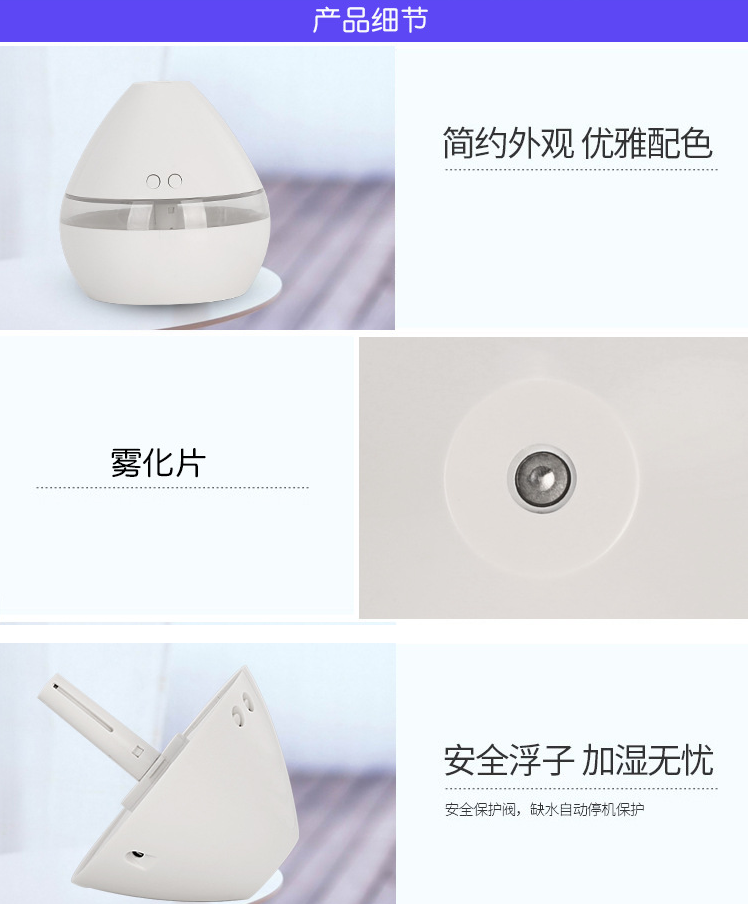 产品细节
简约外观 优雅配色
雾化片
安全浮子 加湿无忧
安全保护阀，缺水自动停机保护